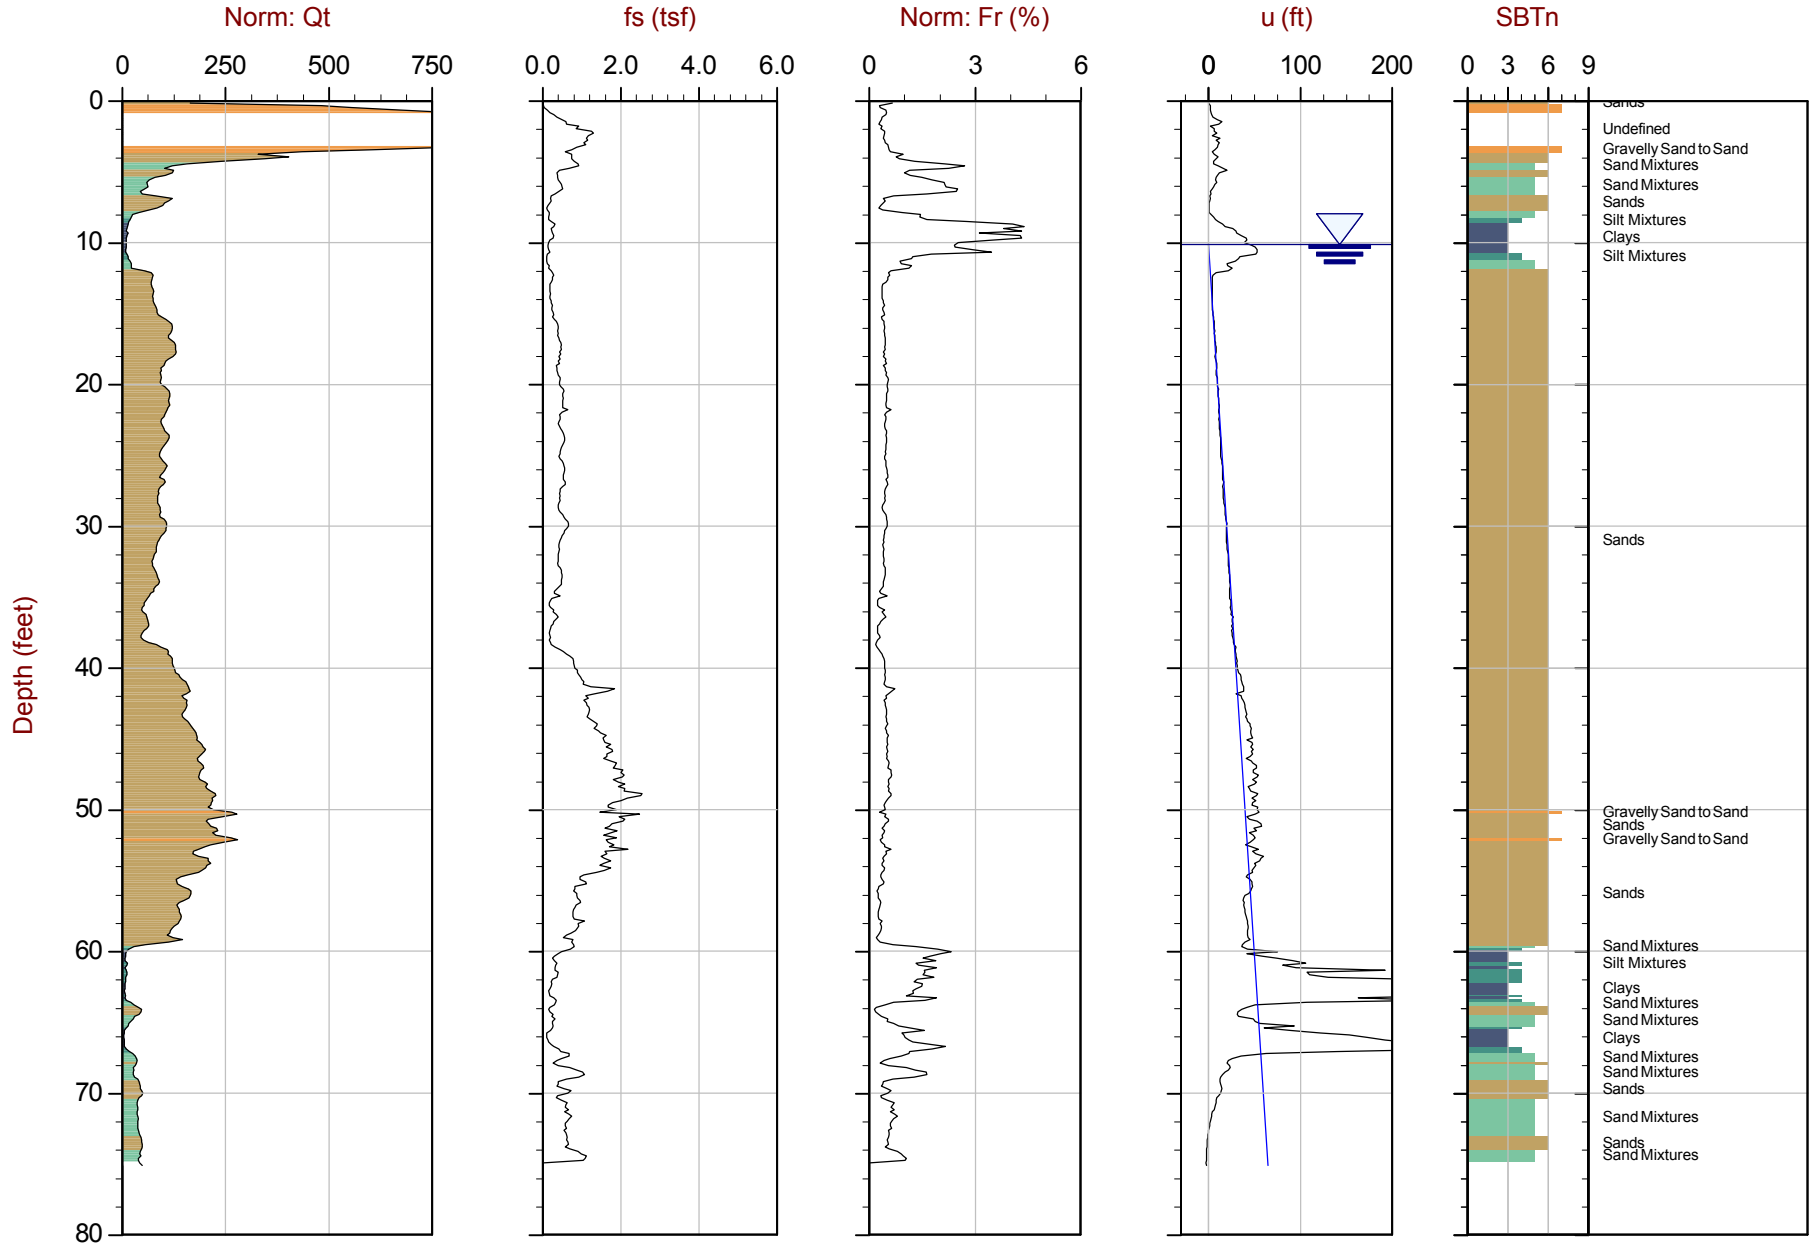 Norm: Qt
fs (tsf)
Norm: Fr (%)
u (ft)
SBTn
0 250 500 750
0.0 2.0 4.0 6.0
0 3 6
0 100 200
0 3 6 9
Depth (feet)
0
10
20
30
40
50
60
70
80
Sands
Undefined
Gravelly Sand to Sand
Sand Mixtures
Sand Mixtures
Sands
Silt Mixtures
Clays
Silt Mixtures
Sands
Gravelly Sand to Sand
Sands
Gravelly Sand to Sand
Sands
Sand Mixtures
Silt Mixtures
Clays
Sand Mixtures
Sand Mixtures
Clays
Sand Mixtures
Sand Mixtures
Sands
Sand Mixtures
Sands
Sand Mixtures